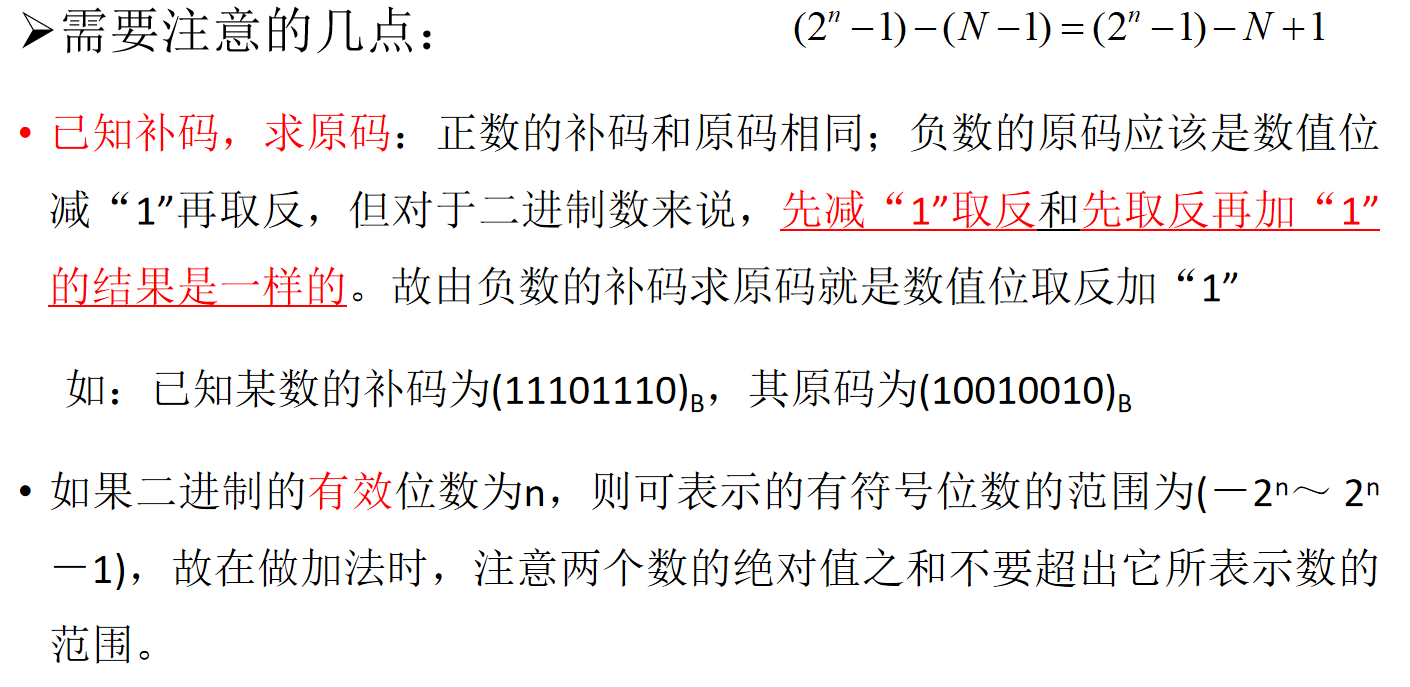 ➢需要注意的几点：
(2ⁿ－1)－(N－1)＝(2ⁿ－1)－N＋1
• 已知补码，求原码：正数的补码和原码相同；负数的原码应该是数值位
减“1”再取反，但对于二进制数来说，先减“1”取反和先取反再加“1”
的结果是一样的。故由负数的补码求原码就是数值位取反加“1”
如：已知某数的补码为(11101110)B，其原码为(10010010)B
• 如果二进制的有效位数为n，则可表示的有符号位数的范围为(－2ⁿ～ 2ⁿ
－1)，故在做加法时，注意两个数的绝对值之和不要超出它所表示数的
范围。